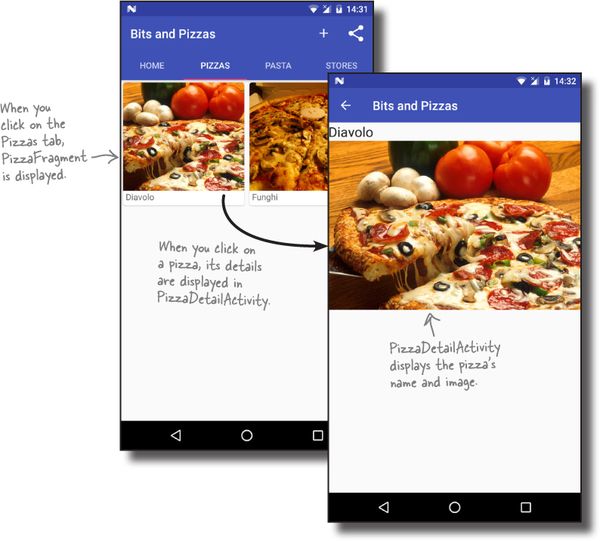 14:31
Bits and Pizzas
HOME PIZZAS PASTA STORES
Diavolo Funghi
When you
click on the
Pizzas tab,
PizzaFragment
is displayed.
When you click on
a pizza, its details
are displayed in
PizzaDetailActivity.
14:32
Bits and Pizzas
Diavolo
PizzaDetailActivity
displays the pizza's
name and image.